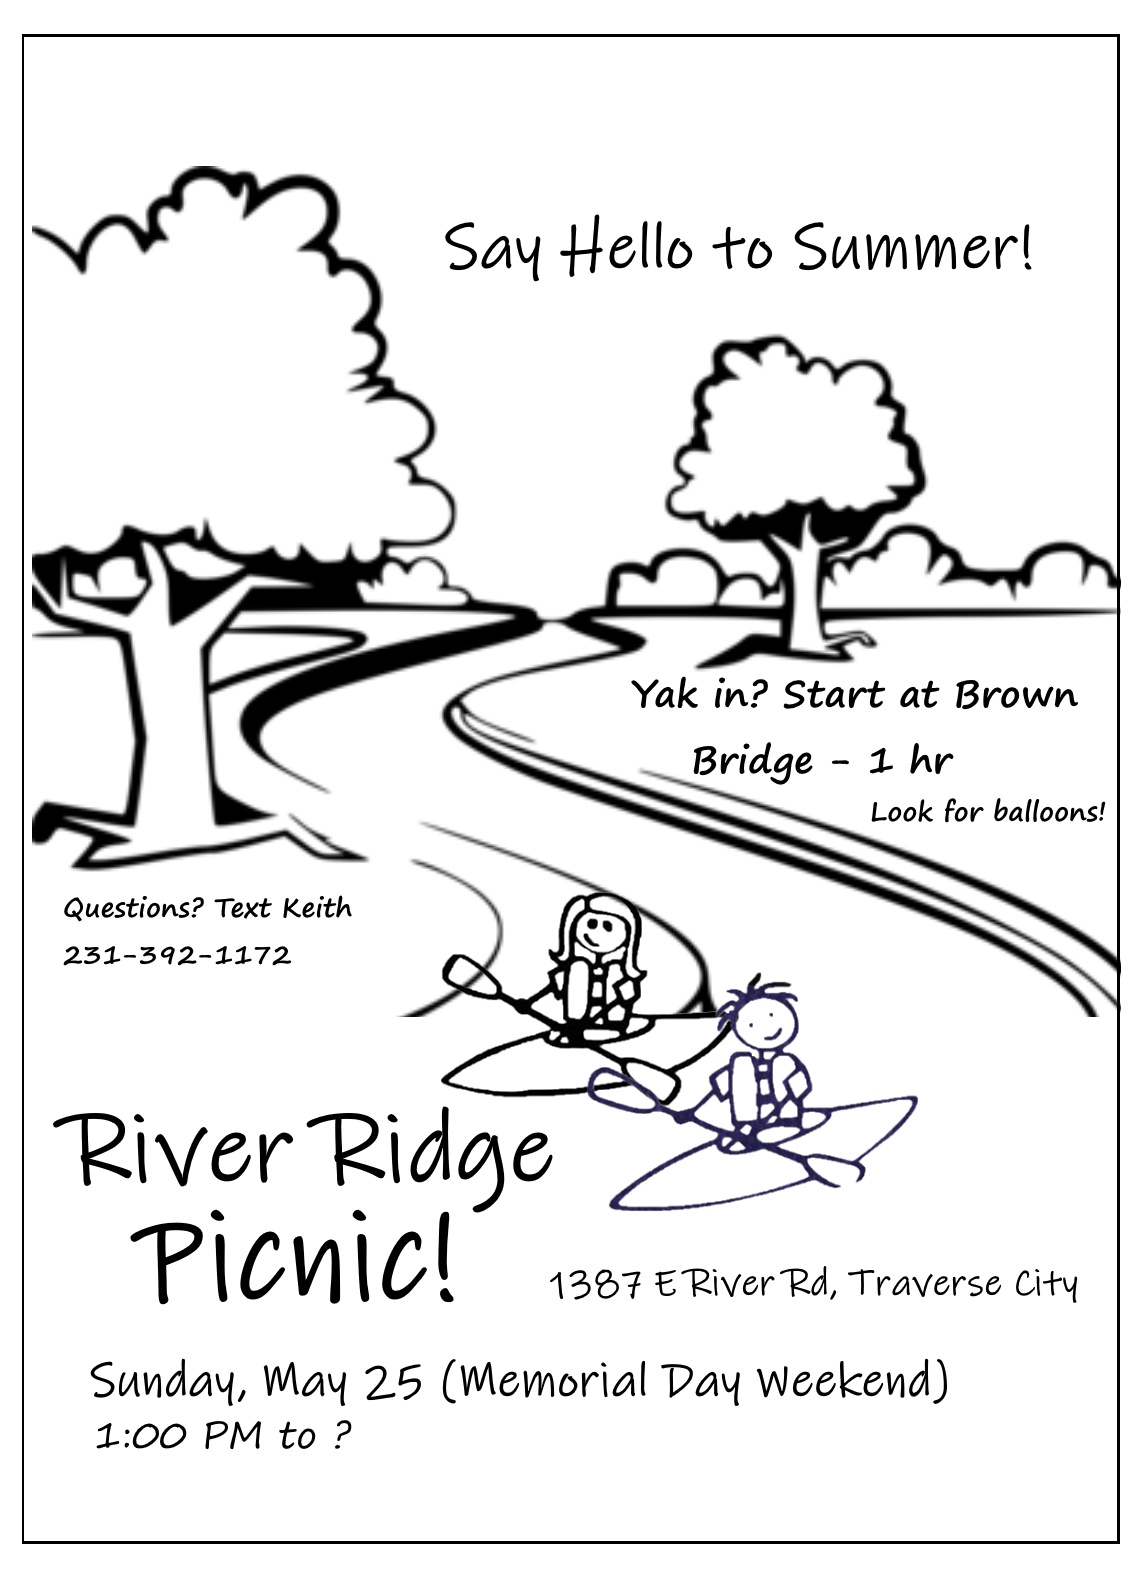 Say Hello to Summer!
Yak in? Start at Brown
Bridge - 1 hr
Look for balloons!
Questions? Text Keith
231-392-1172
River Ridge
Picnic!
1387 E River Rd, Traverse City
Sunday, May 25 (Memorial Day Weekend)
1:00 PM to ?